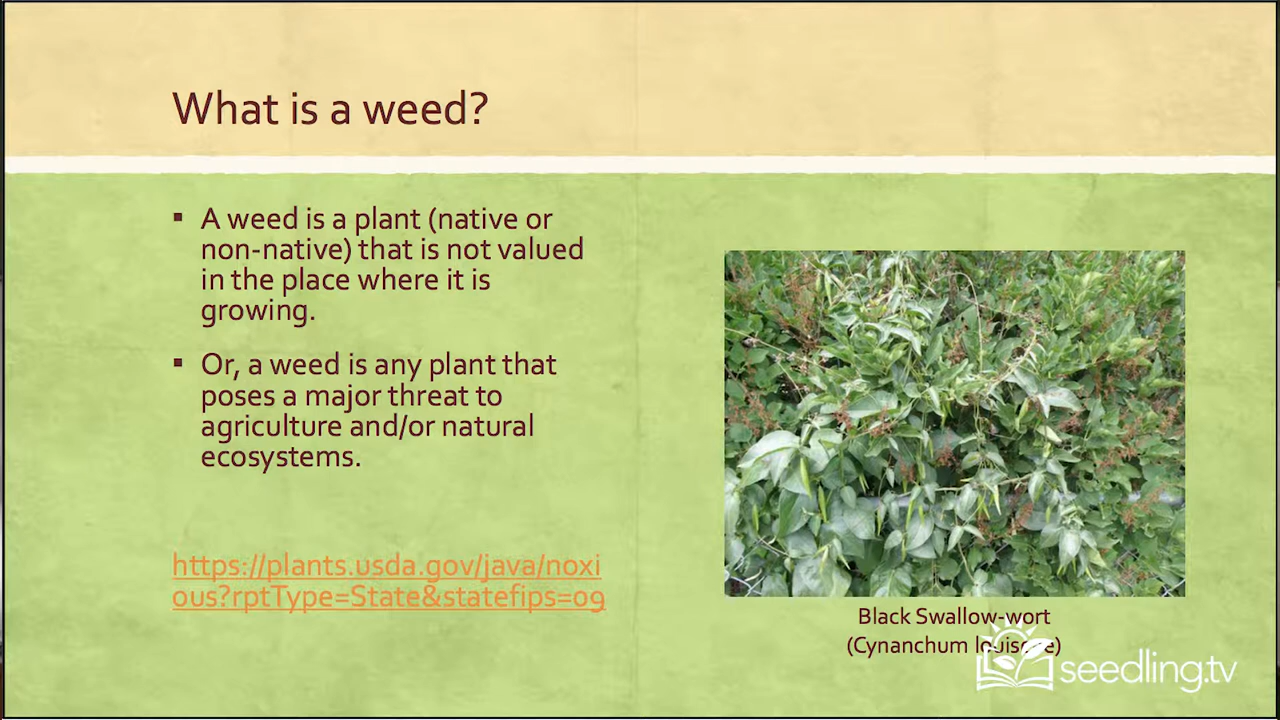 What is a weed?
A weed is a plant (native or
non-native) that is not valued
in the place where it is
growing.
Or, a weed is any plant that
poses a major threat to
agriculture and/or natural
ecosystems.
https://plants.usda.gov/java/noxi
ous?rptType=State&statefips=09
Black Swallow-wort
(Cynanchum
seedling.tv